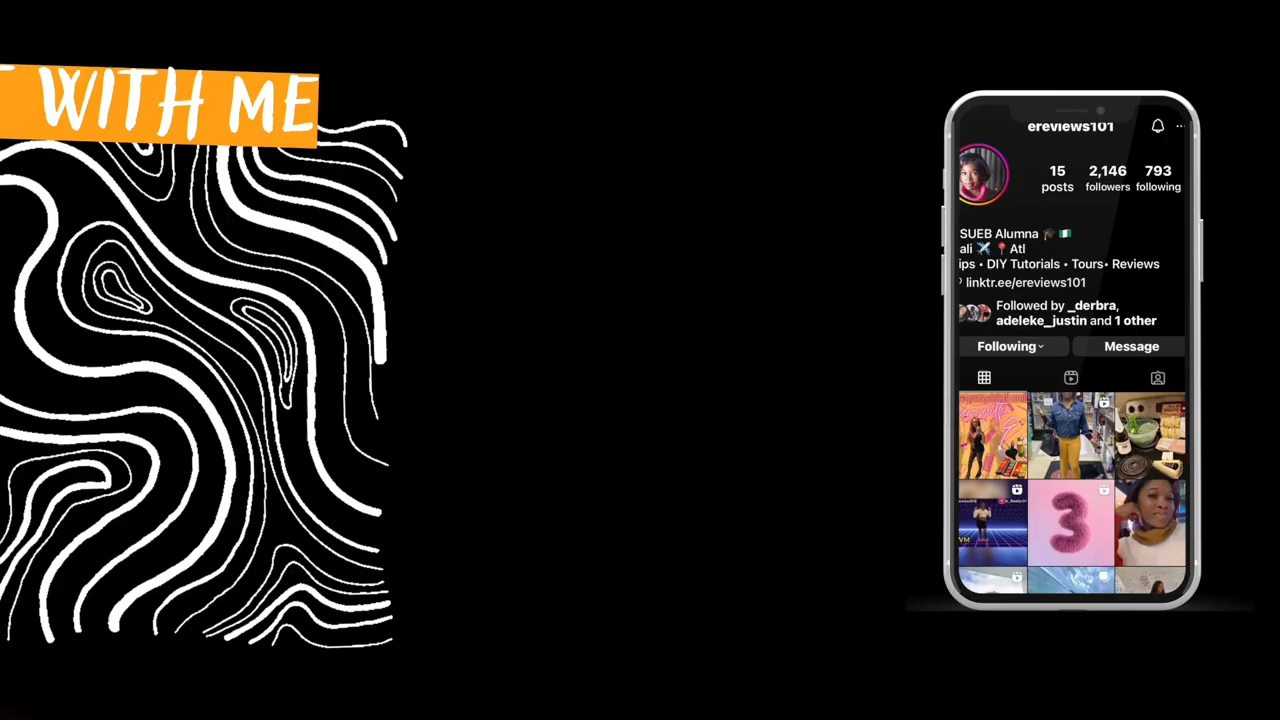 WITH ME
ereviews101
15 2,146 793
posts followers following
SUEB Alumna 🎓🇳🇬
ali ✈️ 📍Atl
ips • DIY Tutorials • Tours• Reviews
linktr.ee/ereviews101
Followed by _derbra,
adeleke_justin and 1 other
Following Message
3